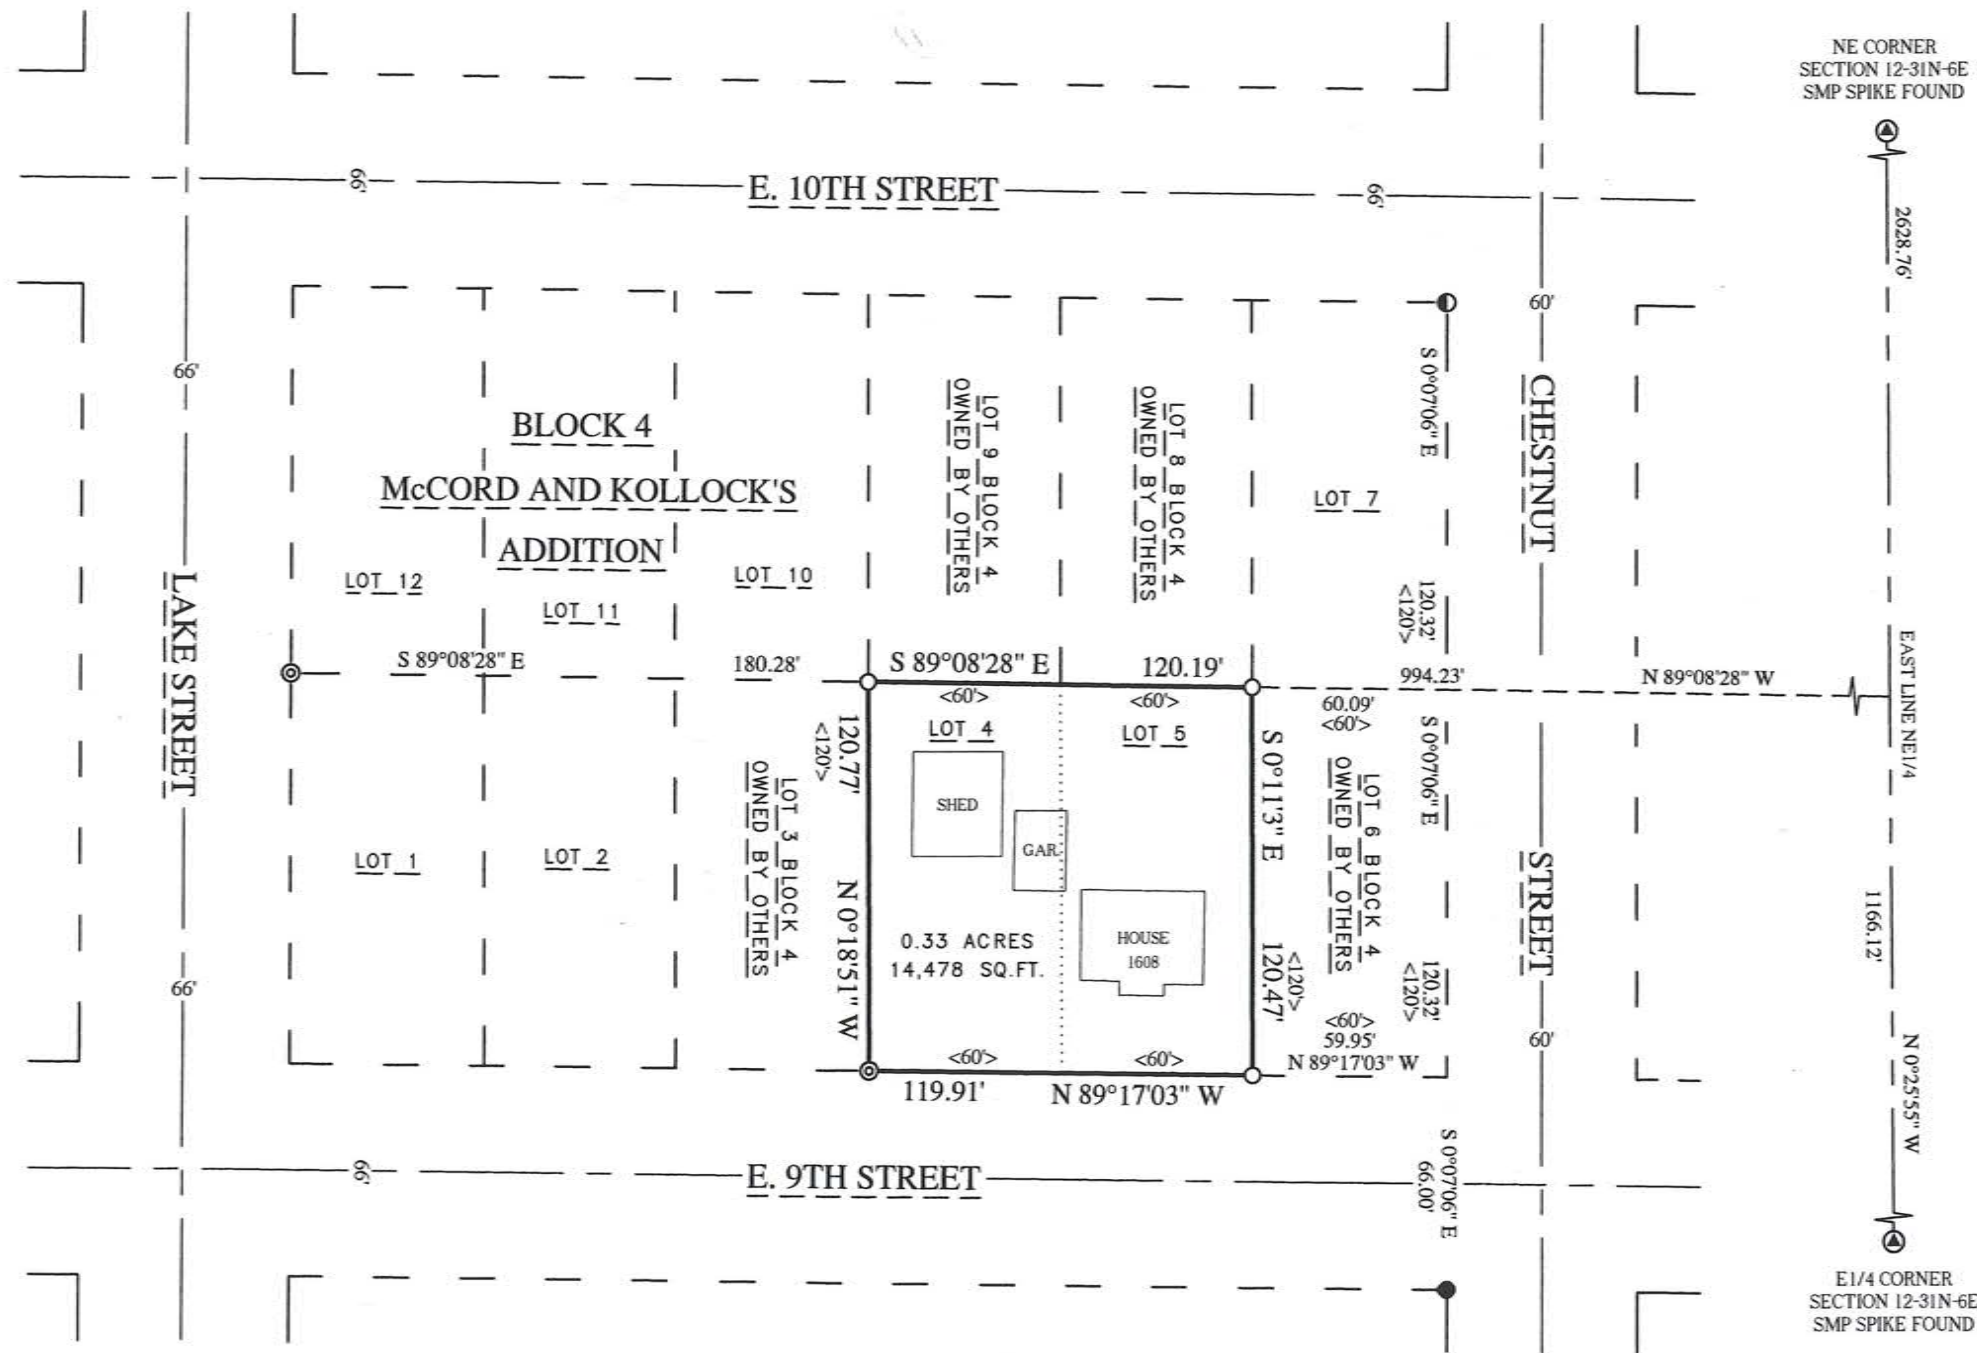 NE CORNER
SECTION 12-31N-6E
SMP SPIKE FOUND
66'
E. 10TH STREET
66'
2628.76'
66'
60'
S 0°07'06" E
CHESTNUT
BLOCK 4
McCORD AND KOLLOCK'S
ADDITION
LOT 9 BLOCK 4
OWNED BY OTHERS
LOT 8 BLOCK 4
OWNED BY OTHERS
LOT 7
LOT 12
LOT 11
LOT 10
120.32'
<120'>
LAKE STREET
EAST LINE NE1/4
S 89°08'28" E
180.28'
S 89°08'28" E
120.19'
994.23'
N 89°08'28" W
<60'>
<60'>
60.09'
<60'>
LOT 4
LOT 5
120.77'
<120'>
S 0°11'3" E
S 0°07'06" E
SHED
GAR.
LOT 1
LOT 2
LOT 3 BLOCK 4
OWNED BY OTHERS
LOT 6 BLOCK 4
OWNED BY OTHERS
STREET
1166.12'
N 0°18'51" W
0.33 ACRES
14,478 SQ.FT.
HOUSE
1608
<120'>
120.47'
120.32'
<120'>
66'
<60'>
59.95'
N 89°17'03" W
60'
<60'>
<60'>
119.91'
N 89°17'03" W
N 0°25'55" W
66'
E. 9TH STREET
S 0°07'06" E
66.00'
E1/4 CORNER
SECTION 12-31N-6E
SMP SPIKE FOUND